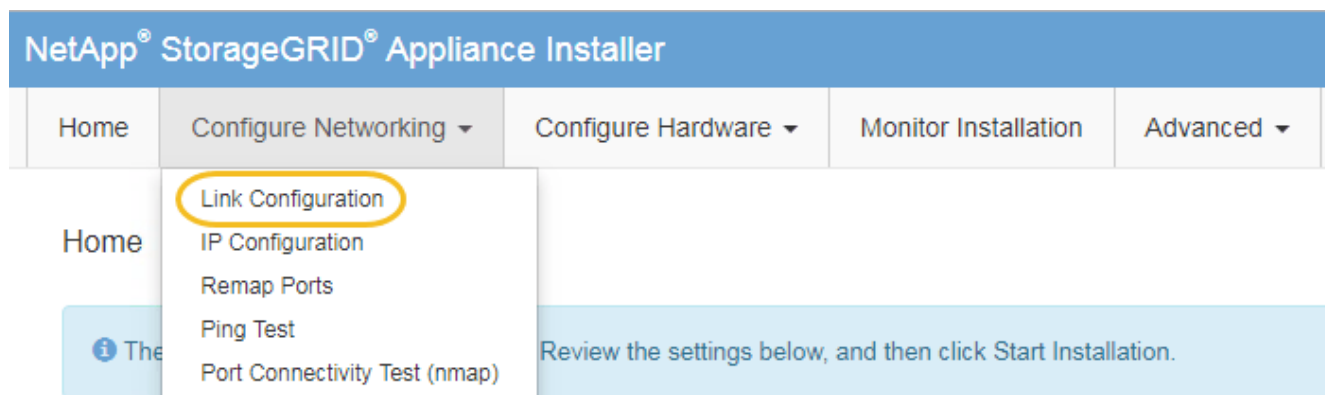 NetApp® StorageGRID® Appliance Installer
Home Configure Networking Configure Hardware Monitor Installation Advanced
Link Configuration
Home IP Configuration
Remap Ports
Ping Test
The Review the settings below, and then click Start Installation.
Port Connectivity Test (nmap)